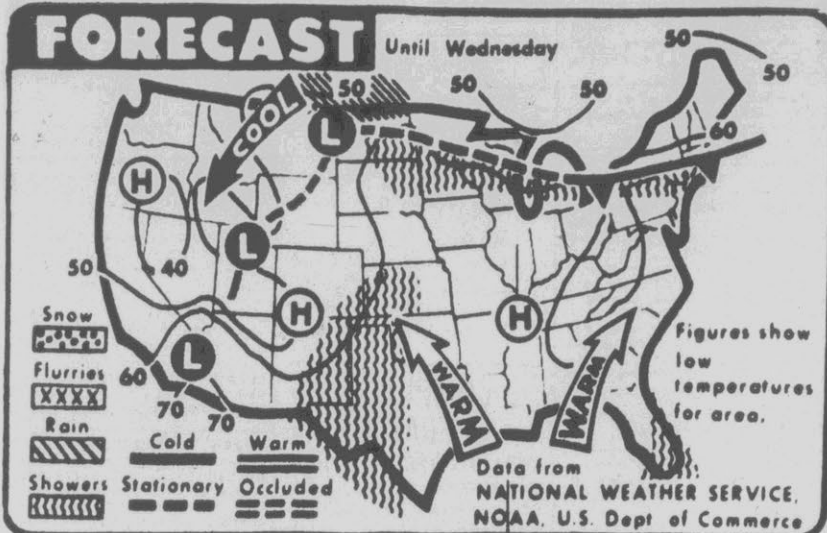 FORECAST
Until Wednesday
50
50
50
50
50
COOL
L
60
H
L
50
40
H
H
Snow
Flurries
Rain
Showers
60
L
70
70
WARM
WARM
Figures show
low
temperatures
for area.
Cold
Warm
Stationary
Occluded
Data from
NATIONAL WEATHER SERVICE,
NOAA, U.S. Dept of Commerce